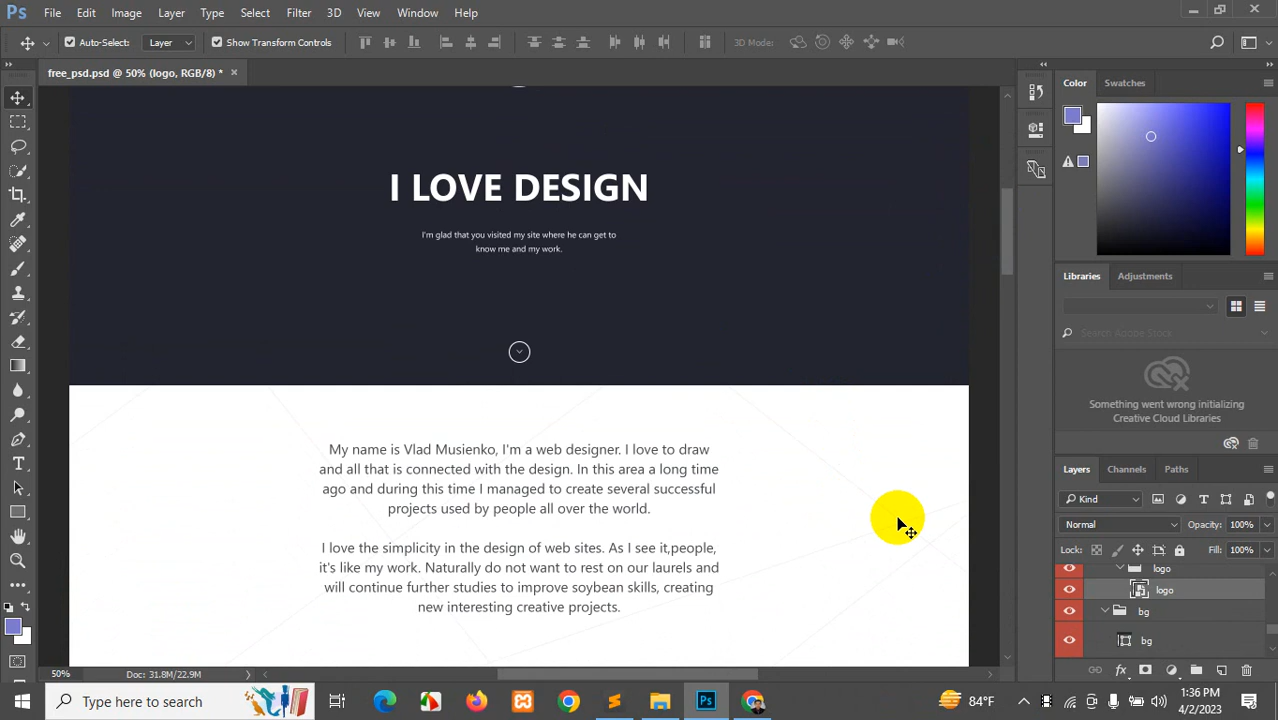 Ps File Edit Image Layer Type Select Filter 3D View Window Help
Auto-Select: Layer Show Transform Controls 3D Mode:
free_psd.psd @ 50% (logo, RGB/8) * ×
Color Swatches
I LOVE DESIGN
I'm glad that you visited my site where he can get to
know me and my work.
Libraries Adjustments
Search Adobe Stock
Something went wrong initializing
Creative Cloud Libraries
My name is Vlad Musienko, I'm a web designer. I love to draw
and all that is connected with the design. In this area a long time
ago and during this time I managed to create several successful
projects used by people all over the world.
I love the simplicity in the design of web sites. As I see it,people,
it's like my work. Naturally do not want to rest on our laurels and
will continue further studies to improve soybean skills, creating
new interesting creative projects.
Layers Channels Paths
Kind
Normal Opacity: 100%
Lock: Fill: 100%
logo
logo
bg
bg
50% Doc: 31.8M/22.9M
Type here to search
Ps
84°F
1:36 PM
4/2/2023